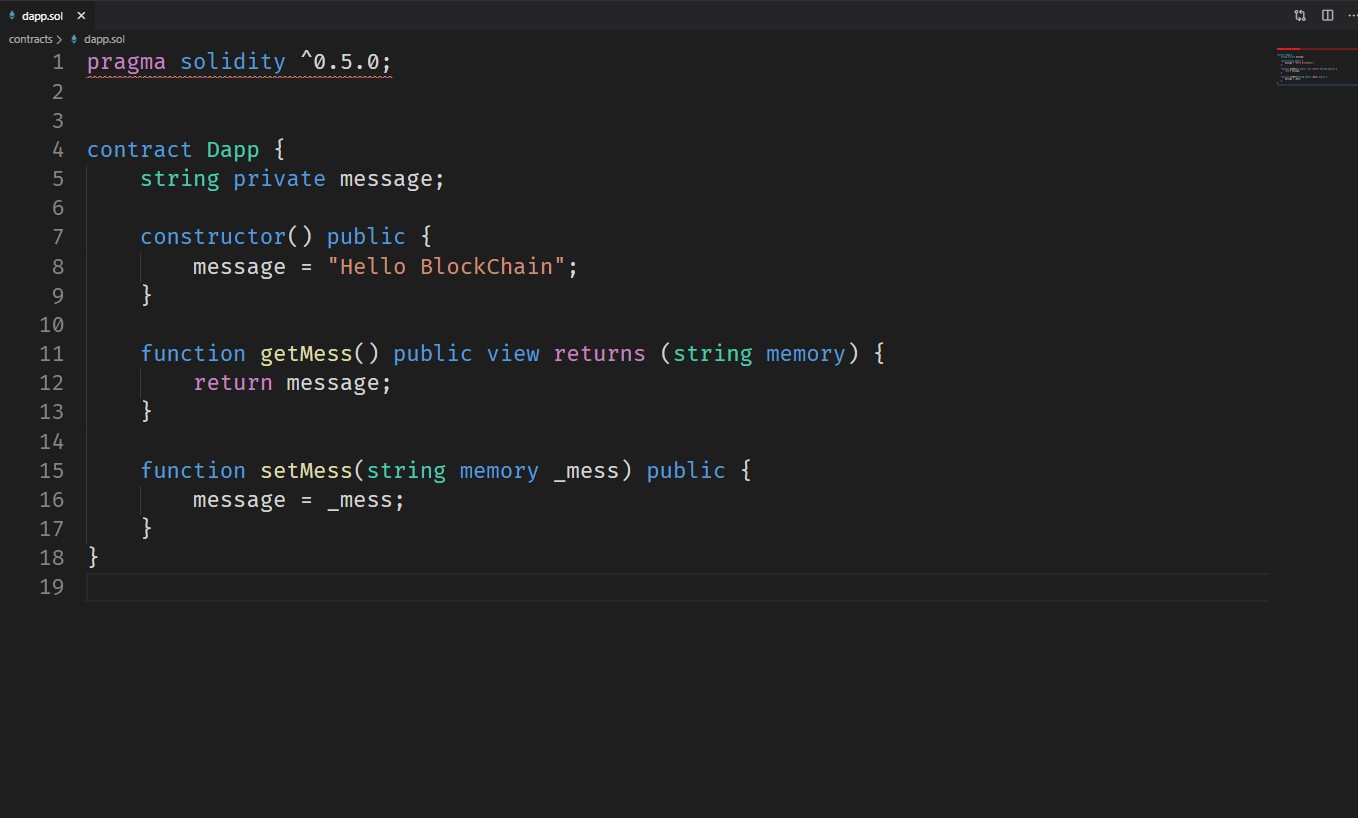 dapp.sol
contracts > dapp.sol
1 pragma solidity ^0.5.0;
2
3
4 contract Dapp {
5 string private message;
6
7 constructor() public {
8 message = "Hello BlockChain";
9 }
10
11 function getMess() public view returns (string memory) {
12 return message;
13 }
14
15 function setMess(string memory _mess) public {
16 message = _mess;
17 }
18 }
19